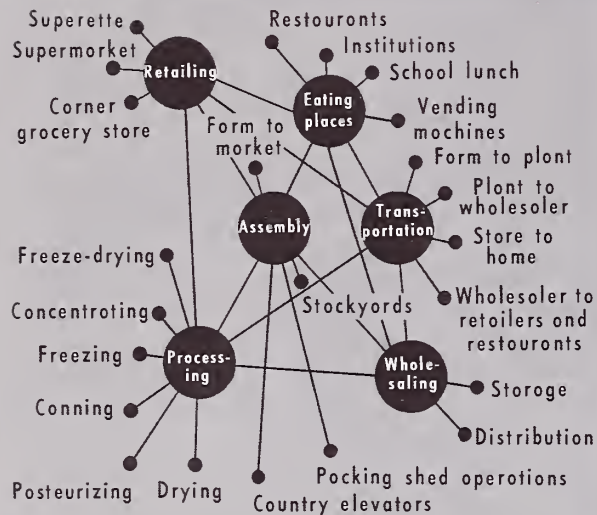 Superette
Supermorket
Corner
grocery store
Retailing
Restouronts
Institutions
School lunch
Vending
mochines
Eating
places
Form to
market
Assembly
Stockyords
Form to plont
Plont to
wholesoler
Store to
home
Wholesoler to
retoilers ond
restouronts
Trans-
portation
Freeze-drying
Concentroting
Freezing
Conning
Posteurizing
Drying
Process-
ing
Country elevators
Pocking shed operotions
Whole-
saling
Storoge
Distribution